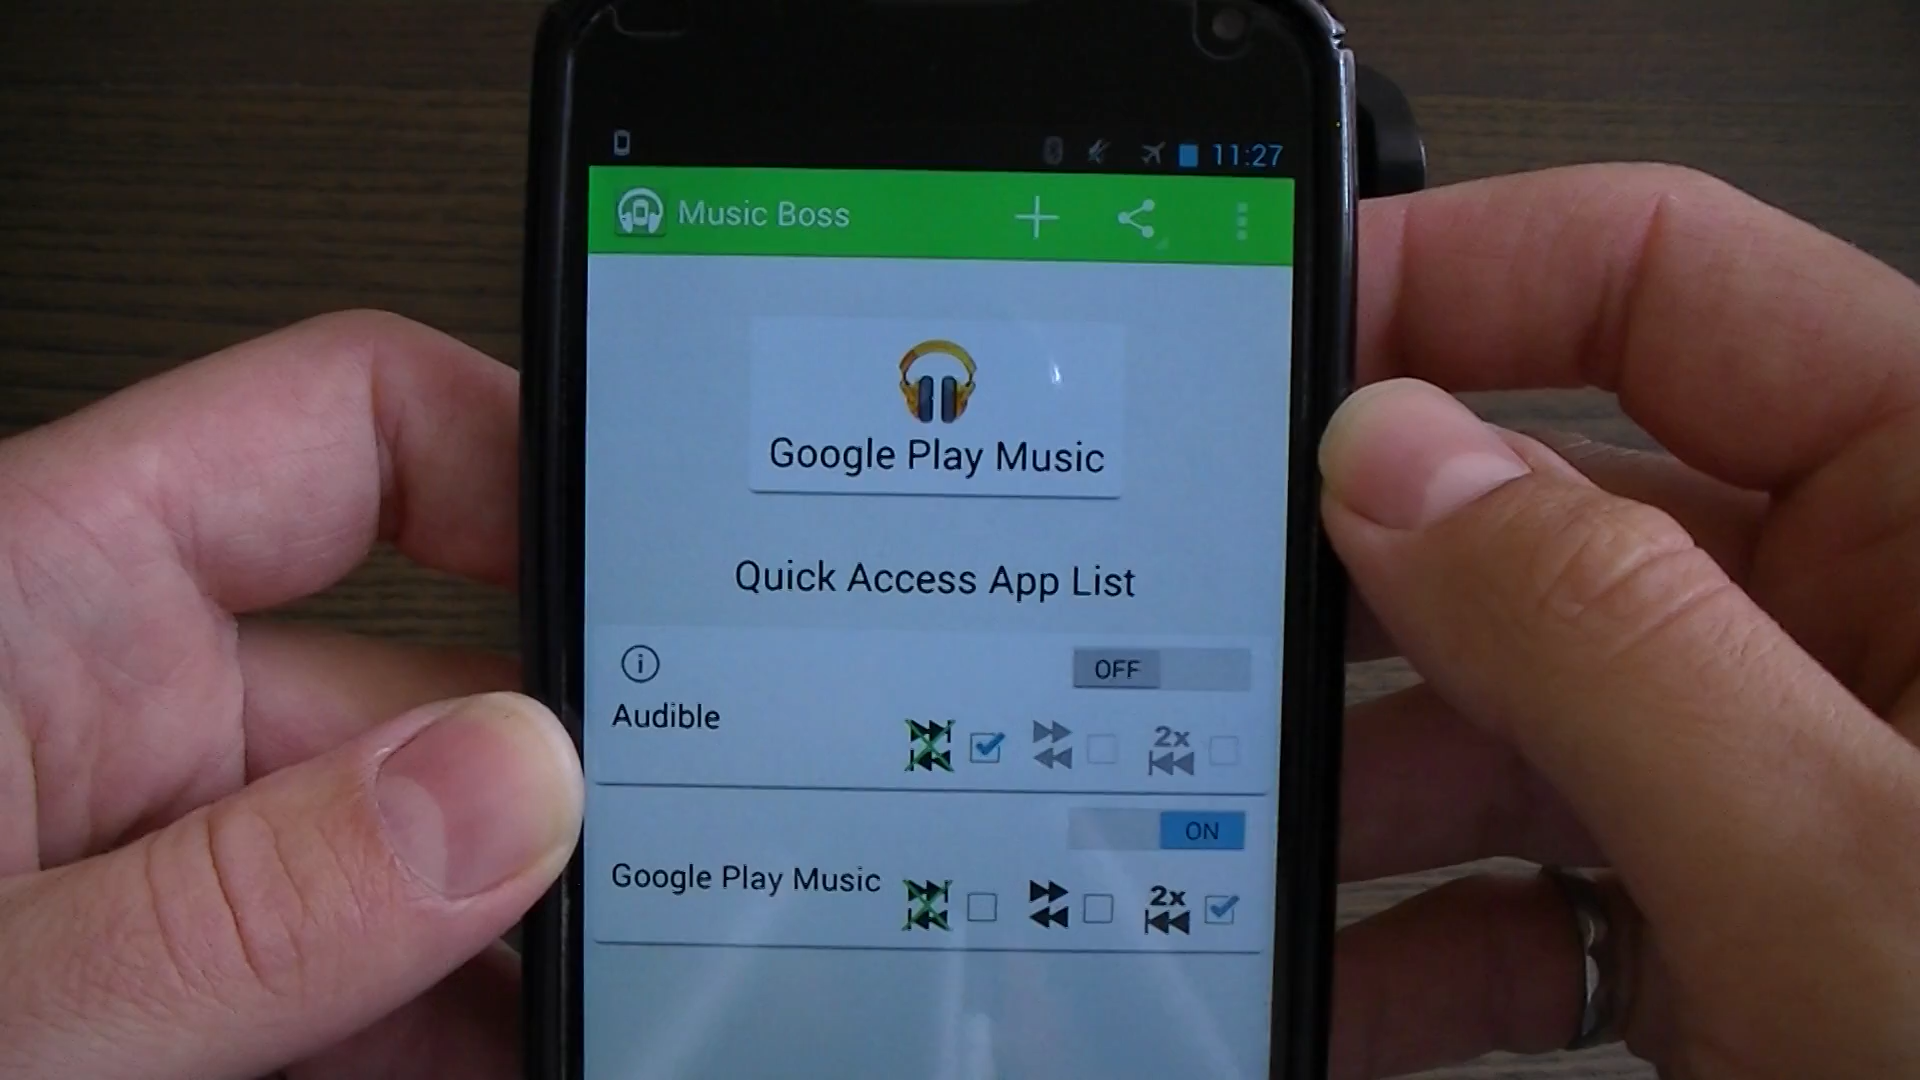 11:27
Music Boss
Google Play Music
Quick Access App List
OFF
Audible
2x
ON
Google Play Music
2x